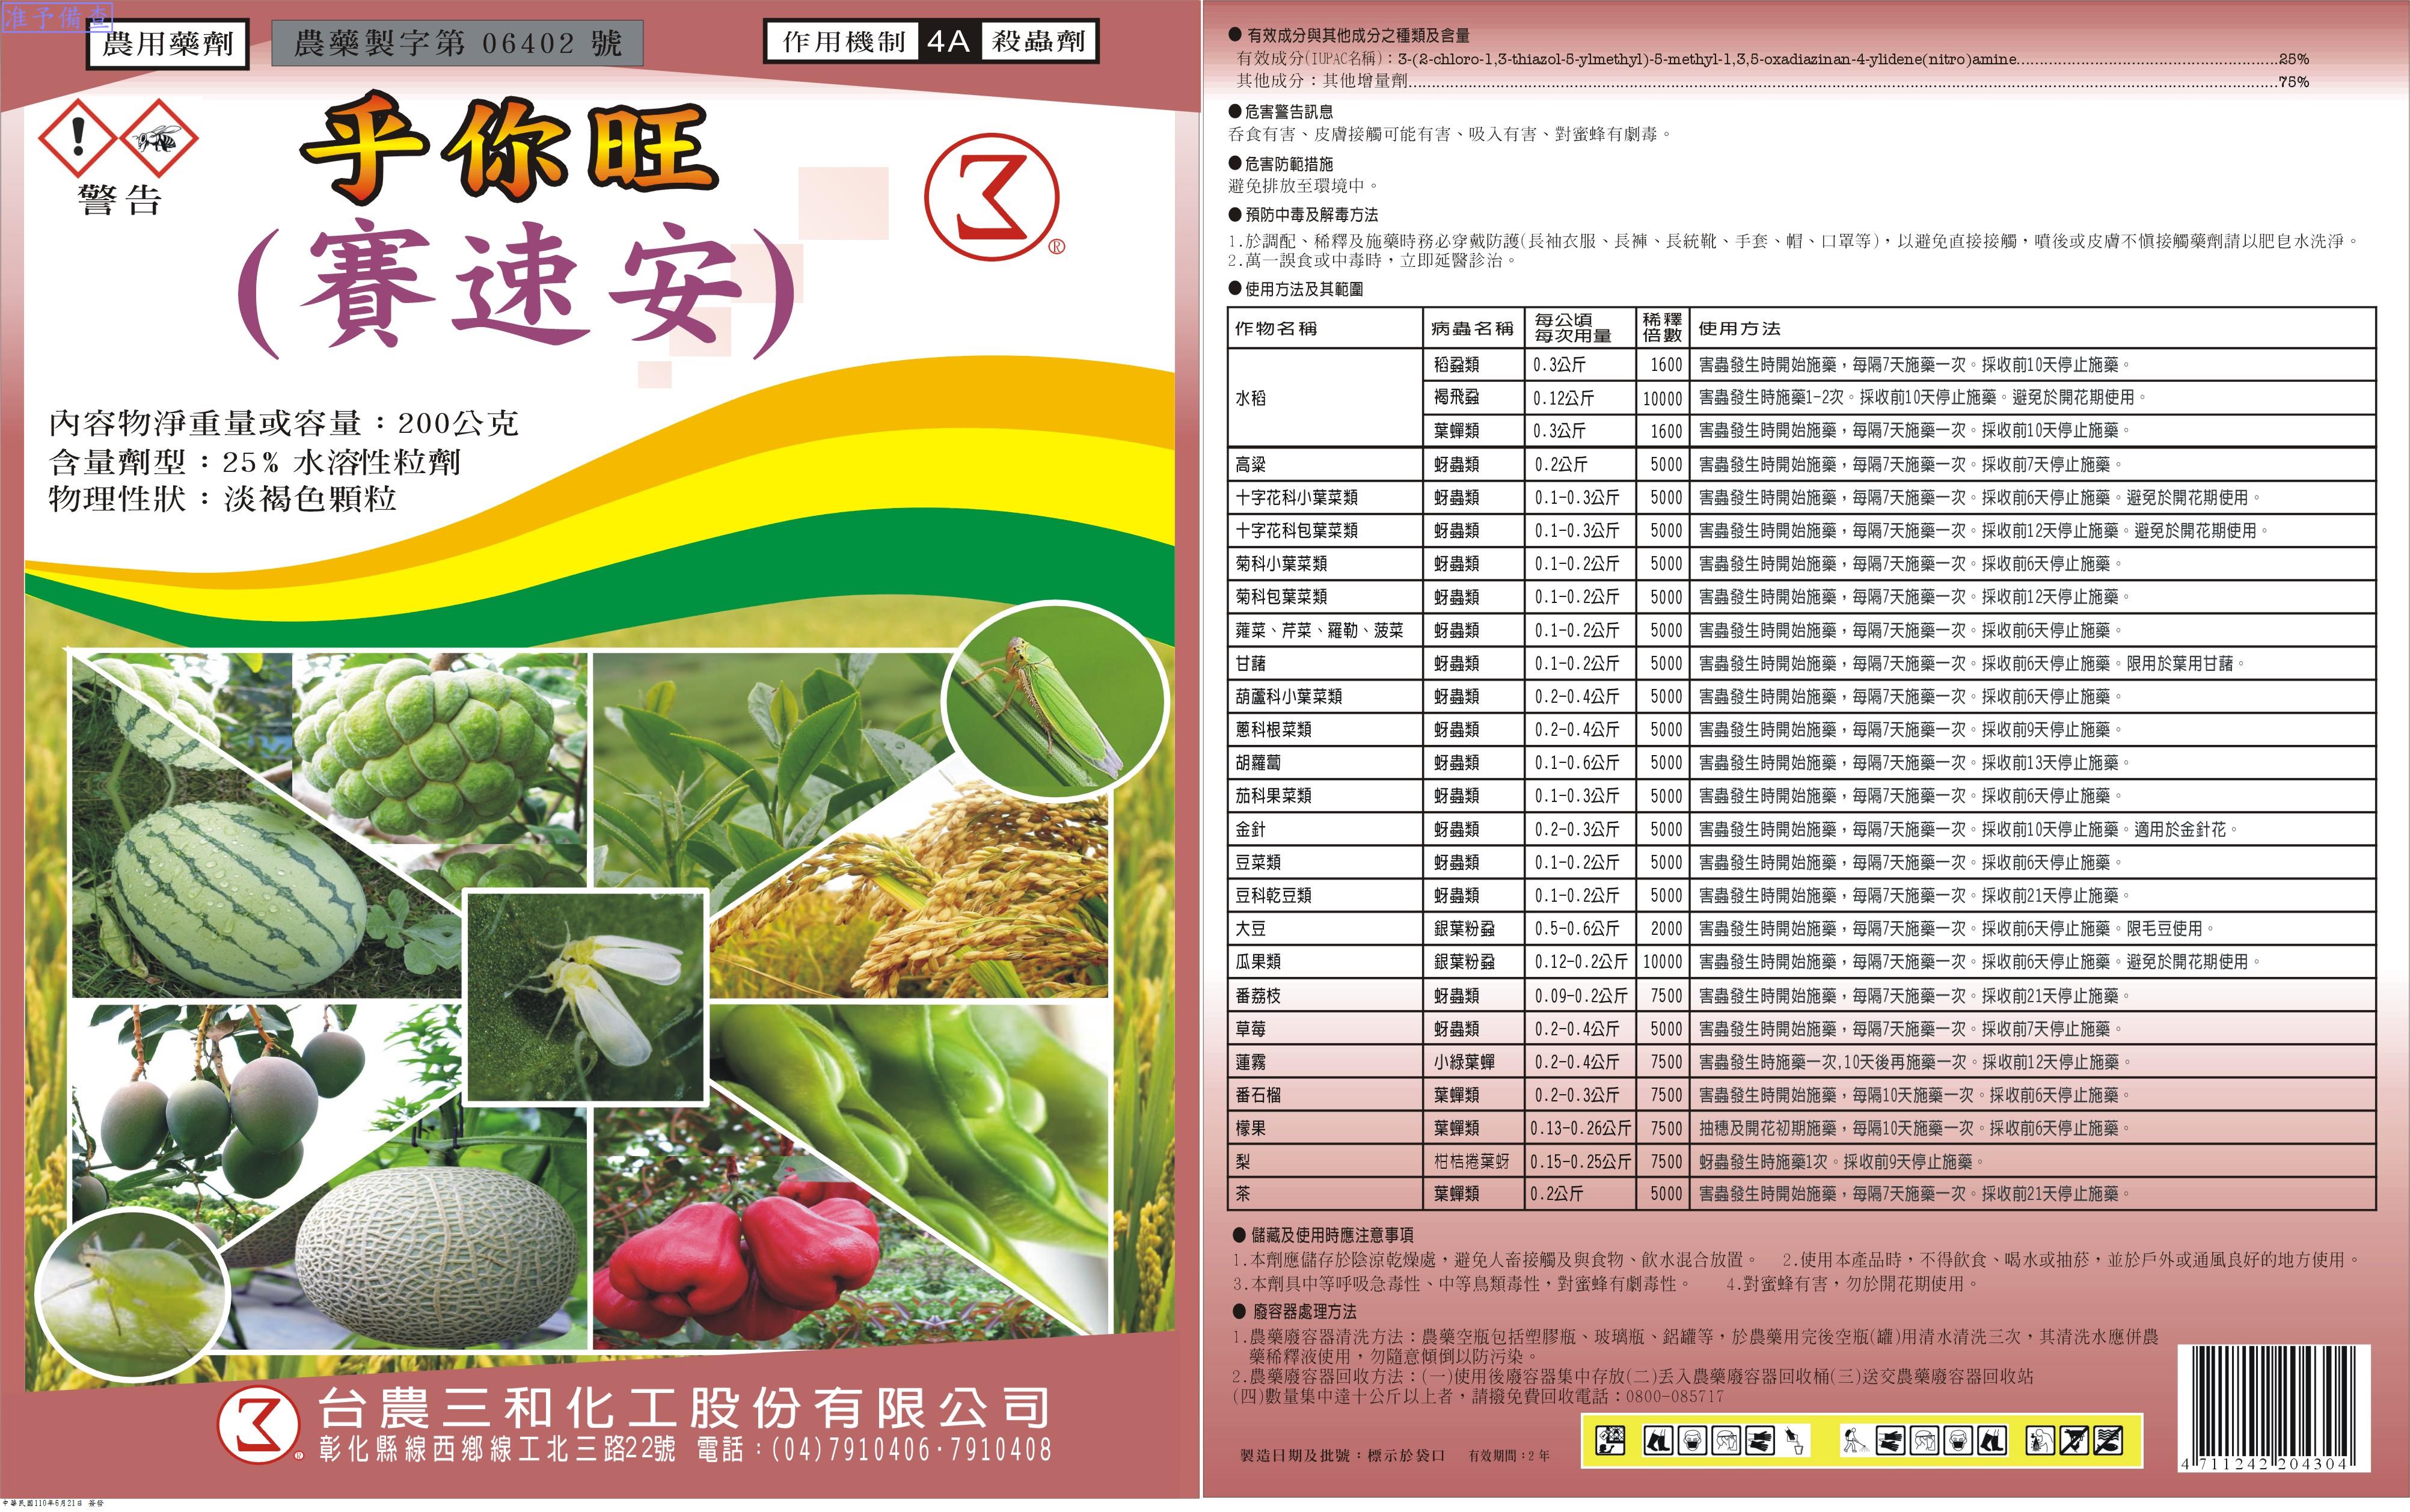 准予備查
農用藥劑
農藥製字第 06402 號
作用機制 4A 殺蟲劑
警告
乎你旺
(賽速安)
®
內容物淨重量或容量：200公克
含量劑型：25% 水溶性粒劑
物理性狀：淡褐色顆粒
台農三和化工股份有限公司
彰化縣線西鄉線工北三路22號 電話：(04)7910406·7910408
®
中華民國110年6月21日 簽發
● 有效成分與其他成分之種類及含量
有效成分(IUPAC名稱)：3-(2-chloro-1,3-thiazol-5-ylmethyl)-5-methyl-1,3,5-oxadiazinan-4-ylidene(nitro)amine...25%
其他成分：其他增量劑...75%
● 危害警告訊息
吞食有害、皮膚接觸可能有害、吸入有害、對蜜蜂有劇毒。
● 危害防範措施
避免排放至環境中。
● 預防中毒及解毒方法
1.於調配、稀釋及施藥時務必穿戴防護(長袖衣服、長褲、長統靴、手套、帽、口罩等)，以避免直接接觸，噴後或皮膚不慎接觸藥劑請以肥皂水洗淨。
2.萬一誤食或中毒時，立即延醫診治。
● 使用方法及其範圍
作物名稱 病蟲名稱 每公頃每次用量 稀釋倍數 使用方法
水稻 稻蝨類 0.3公斤 1600 害蟲發生時開始施藥，每隔7天施藥一次。採收前10天停止施藥。
褐飛蝨 0.12公斤 10000 害蟲發生時施藥1-2次。採收前10天停止施藥。避免於開花期使用。
葉蟬類 0.3公斤 1600 害蟲發生時開始施藥，每隔7天施藥一次。採收前10天停止施藥。
高粱 蚜蟲類 0.2公斤 5000 害蟲發生時開始施藥，每隔7天施藥一次。採收前7天停止施藥。
十字花科小葉菜類 蚜蟲類 0.1-0.3公斤 5000 害蟲發生時開始施藥，每隔7天施藥一次。採收前6天停止施藥。避免於開花期使用。
十字花科包葉菜類 蚜蟲類 0.1-0.3公斤 5000 害蟲發生時開始施藥，每隔7天施藥一次。採收前12天停止施藥。避免於開花期使用。
菊科小葉菜類 蚜蟲類 0.1-0.2公斤 5000 害蟲發生時開始施藥，每隔7天施藥一次。採收前6天停止施藥。
菊科包葉菜類 蚜蟲類 0.1-0.2公斤 5000 害蟲發生時開始施藥，每隔7天施藥一次。採收前12天停止施藥。
蕹菜、芹菜、羅勒、菠菜 蚜蟲類 0.1-0.2公斤 5000 害蟲發生時開始施藥，每隔7天施藥一次。採收前6天停止施藥。
甘藷 蚜蟲類 0.1-0.2公斤 5000 害蟲發生時開始施藥，每隔7天施藥一次。採收前6天停止施藥。限用於葉用甘藷。
葫蘆科小葉菜類 蚜蟲類 0.2-0.4公斤 5000 害蟲發生時開始施藥，每隔7天施藥一次。採收前6天停止施藥。
蔥科根菜類 蚜蟲類 0.2-0.4公斤 5000 害蟲發生時開始施藥，每隔7天施藥一次。採收前9天停止施藥。
胡蘿蔔 蚜蟲類 0.1-0.6公斤 5000 害蟲發生時開始施藥，每隔7天施藥一次。採收前13天停止施藥。
茄科果菜類 蚜蟲類 0.1-0.3公斤 5000 害蟲發生時開始施藥，每隔7天施藥一次。採收前6天停止施藥。
金針 蚜蟲類 0.2-0.3公斤 5000 害蟲發生時開始施藥，每隔7天施藥一次。採收前10天停止施藥。適用於金針花。
豆菜類 蚜蟲類 0.1-0.2公斤 5000 害蟲發生時開始施藥，每隔7天施藥一次。採收前6天停止施藥。
豆科乾豆類 蚜蟲類 0.1-0.2公斤 5000 害蟲發生時開始施藥，每隔7天施藥一次。採收前21天停止施藥。
大豆 銀葉粉蝨 0.5-0.6公斤 2000 害蟲發生時開始施藥，每隔7天施藥一次。採收前6天停止施藥。限毛豆使用。
瓜果類 銀葉粉蝨 0.12-0.2公斤 10000 害蟲發生時開始施藥，每隔7天施藥一次。採收前6天停止施藥。避免於開花期使用。
番荔枝 蚜蟲類 0.09-0.2公斤 7500 害蟲發生時開始施藥，每隔7天施藥一次。採收前21天停止施藥。
草莓 蚜蟲類 0.2-0.4公斤 5000 害蟲發生時開始施藥，每隔7天施藥一次。採收前7天停止施藥。
蓮霧 小綠葉蟬 0.2-0.4公斤 7500 害蟲發生時施藥一次,10天後再施藥一次。採收前12天停止施藥。
番石榴 葉蟬類 0.2-0.3公斤 7500 害蟲發生時開始施藥，每隔10天施藥一次。採收前6天停止施藥。
檬果 葉蟬類 0.13-0.26公斤 7500 抽穗及開花初期施藥，每隔10天施藥一次。採收前6天停止施藥。
梨 柑桔捲葉蚜 0.15-0.25公斤 7500 蚜蟲發生時施藥1次。採收前9天停止施藥。
茶 葉蟬類 0.2公斤 5000 害蟲發生時開始施藥，每隔7天施藥一次。採收前21天停止施藥。
● 儲藏及使用時應注意事項
1.本劑應儲存於陰涼乾燥處，避免人畜接觸及與食物、飲水混合放置。 2.使用本產品時，不得飲食、喝水或抽菸，並於戶外或通風良好的地方使用。
3.本劑具中等呼吸急毒性、中等鳥類毒性，對蜜蜂有劇毒性。 4.對蜜蜂有害，勿於開花期使用。
● 廢容器處理方法
1.農藥廢容器清洗方法：農藥空瓶包括塑膠瓶、玻璃瓶、鋁罐等，於農藥用完後空瓶(罐)用清水清洗三次，其清洗水應併農
藥稀釋液使用，勿隨意傾倒以防污染。
2.農藥廢容器回收方法：(一)使用後廢容器集中存放(二)丟入農藥廢容器回收桶(三)送交農藥廢容器回收站
(四)數量集中達十公斤以上者，請撥免費回收電話：0800-085717
製造日期及批號：標示於袋口 有效期間：2 年
4 711242 204304